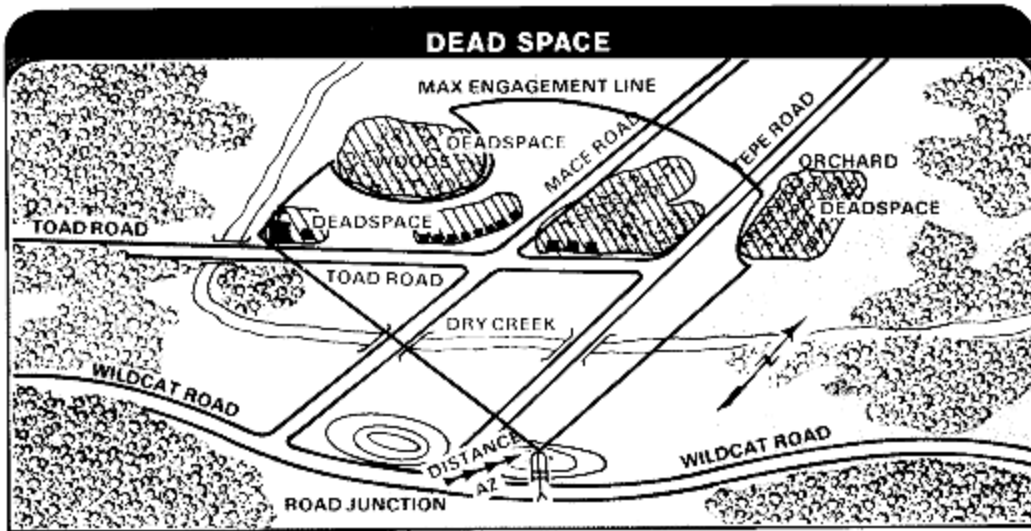 DEAD SPACE
MAX ENGAGEMENT LINE
DEADSPACE
WOODS
MACE ROAD
TEPE ROAD
ORCHARD
DEADSPACE
DEADSPACE
TOAD ROAD
TOAD ROAD
DRY CREEK
WILDCAT ROAD
DISTANCE
AZ
WILDCAT ROAD
ROAD JUNCTION